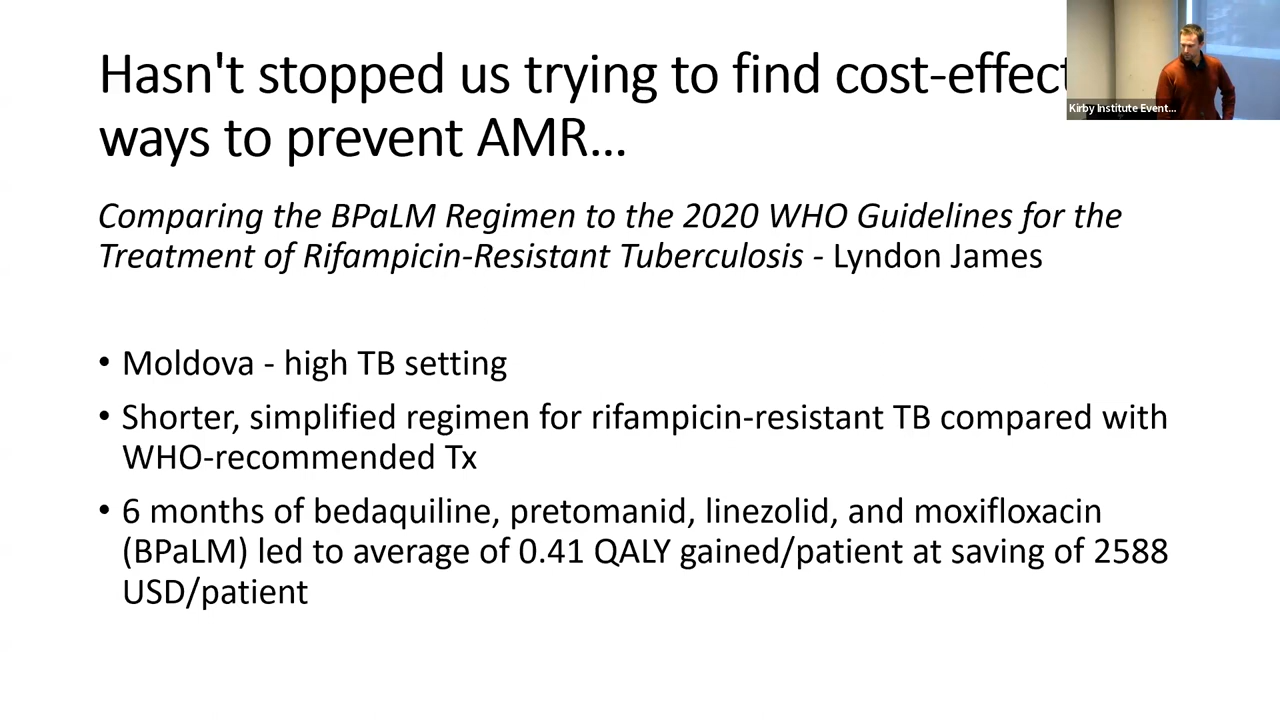 Hasn't stopped us trying to find cost-effect
ways to prevent AMR...
Kirby Institute Event...
Comparing the BPaLM Regimen to the 2020 WHO Guidelines for the
Treatment of Rifampicin-Resistant Tuberculosis - Lyndon James
• Moldova - high TB setting
• Shorter, simplified regimen for rifampicin-resistant TB compared with
WHO-recommended Tx
• 6 months of bedaquiline, pretomanid, linezolid, and moxifloxacin
(BPaLM) led to average of 0.41 QALY gained/patient at saving of 2588
USD/patient